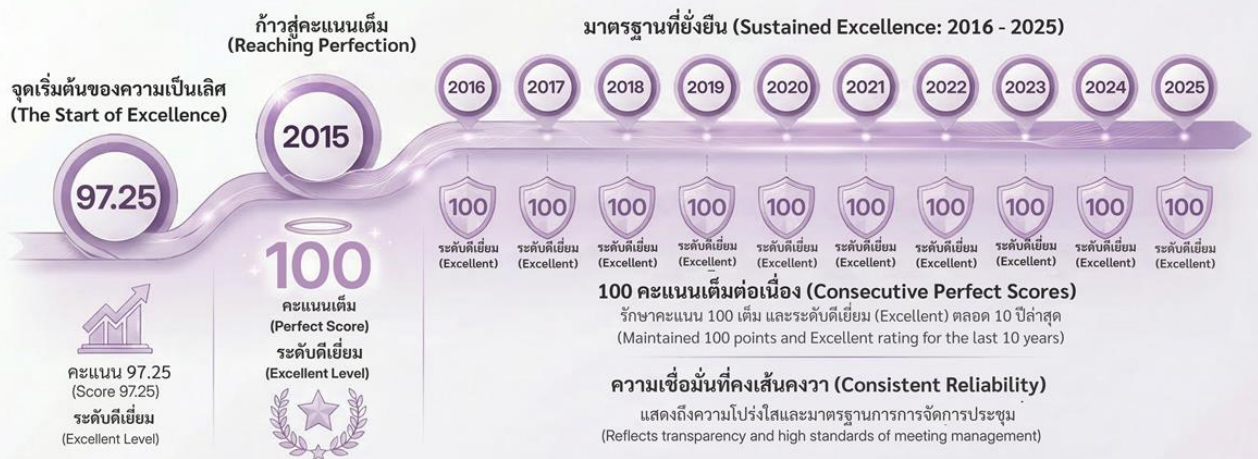 จุดเริ่มต้นของความเป็นเลิศ
(The Start of Excellence)
97.25
คะแนน 97.25
(Score 97.25)
ระดับดีเยี่ยม
(Excellent Level)
ก้าวสู่คะแนนเต็ม
(Reaching Perfection)
2015
100
คะแนนเต็ม
(Perfect Score)
ระดับดีเยี่ยม
(Excellent Level)
มาตรฐานที่ยั่งยืน (Sustained Excellence: 2016 - 2025)
2016 2017 2018 2019 2020 2021 2022 2023 2024 2025
100 100 100 100 100 100 100 100 100 100
ระดับดีเยี่ยม ระดับดีเยี่ยม ระดับดีเยี่ยม ระดับดีเยี่ยม ระดับดีเยี่ยม ระดับดีเยี่ยม ระดับดีเยี่ยม ระดับดีเยี่ยม ระดับดีเยี่ยม ระดับดีเยี่ยม
(Excellent) (Excellent) (Excellent) (Excellent) (Excellent) (Excellent) (Excellent) (Excellent) (Excellent) (Excellent)
100 คะแนนเต็มต่อเนื่อง (Consecutive Perfect Scores)
รักษาคะแนน 100 เต็ม และระดับดีเยี่ยม (Excellent) ตลอด 10 ปีล่าสุด
(Maintained 100 points and Excellent rating for the last 10 years)
ความเชื่อมั่นที่คงเส้นคงวา (Consistent Reliability)
แสดงถึงความโปร่งใสและมาตรฐานการการจัดการประชุม
(Reflects transparency and high standards of meeting management)